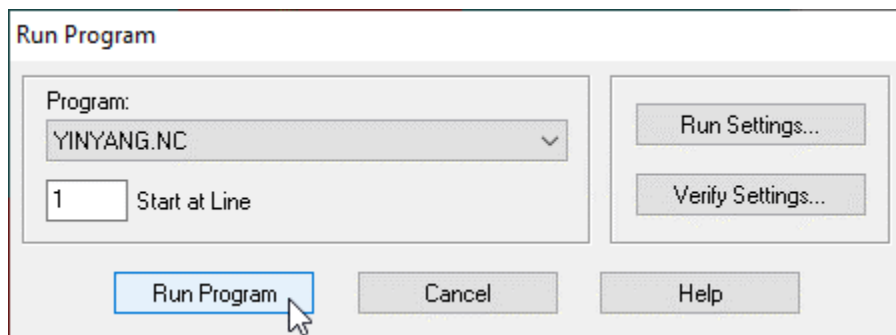 Run Program
Program:
YINYANG.NC
1 Start at Line
Run Settings...
Verify Settings...
Run Program Cancel Help